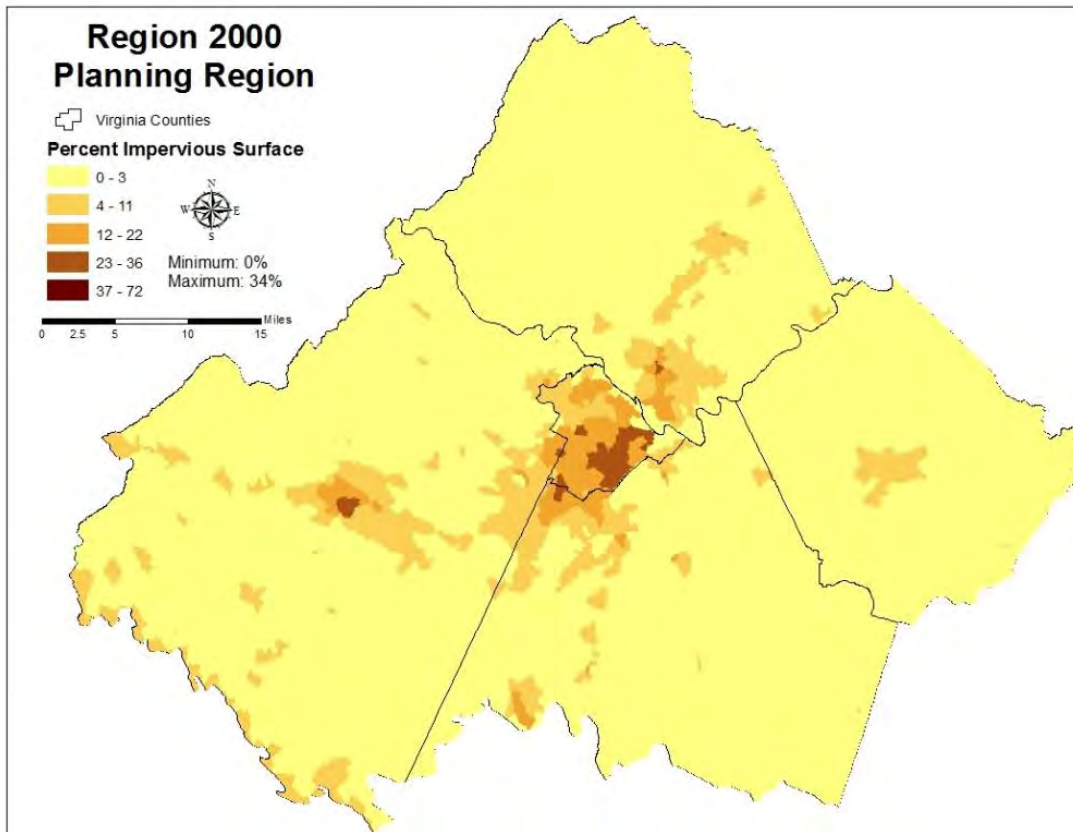 Region 2000
Planning Region
Virginia Counties
Percent Impervious Surface
0 - 3
4 - 11
12 - 22
23 - 36
37 - 72
N
W E
S
Minimum: 0%
Maximum: 34%
Miles
0 2.5 5 10 15